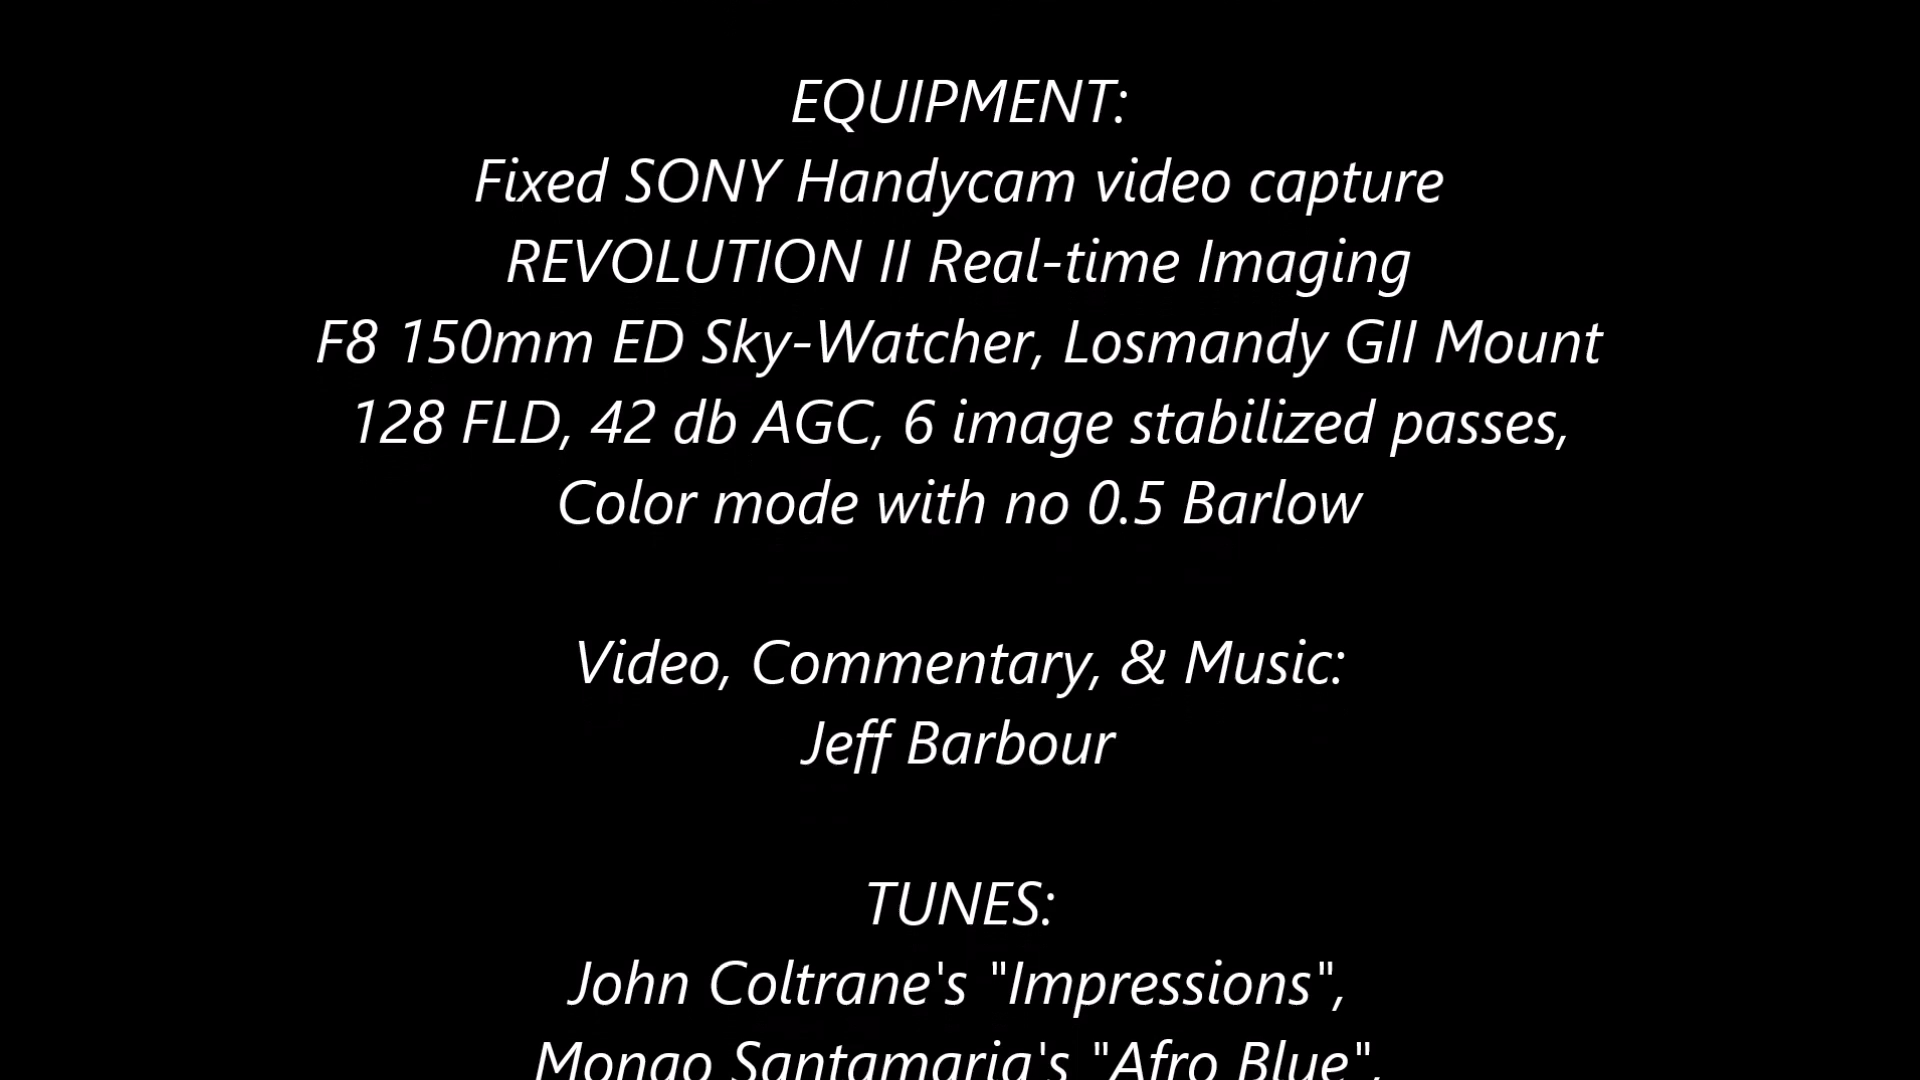 EQUIPMENT:
Fixed SONY Handycam video capture
REVOLUTION II Real-time Imaging
F8 150mm ED Sky-Watcher, Losmandy GII Mount
128 FLD, 42 db AGC, 6 image stabilized passes,
Color mode with no 0.5 Barlow
Video, Commentary, & Music:
Jeff Barbour
TUNES:
John Coltrane's "Impressions",
Mongo Santamaria's "Afro Blue",